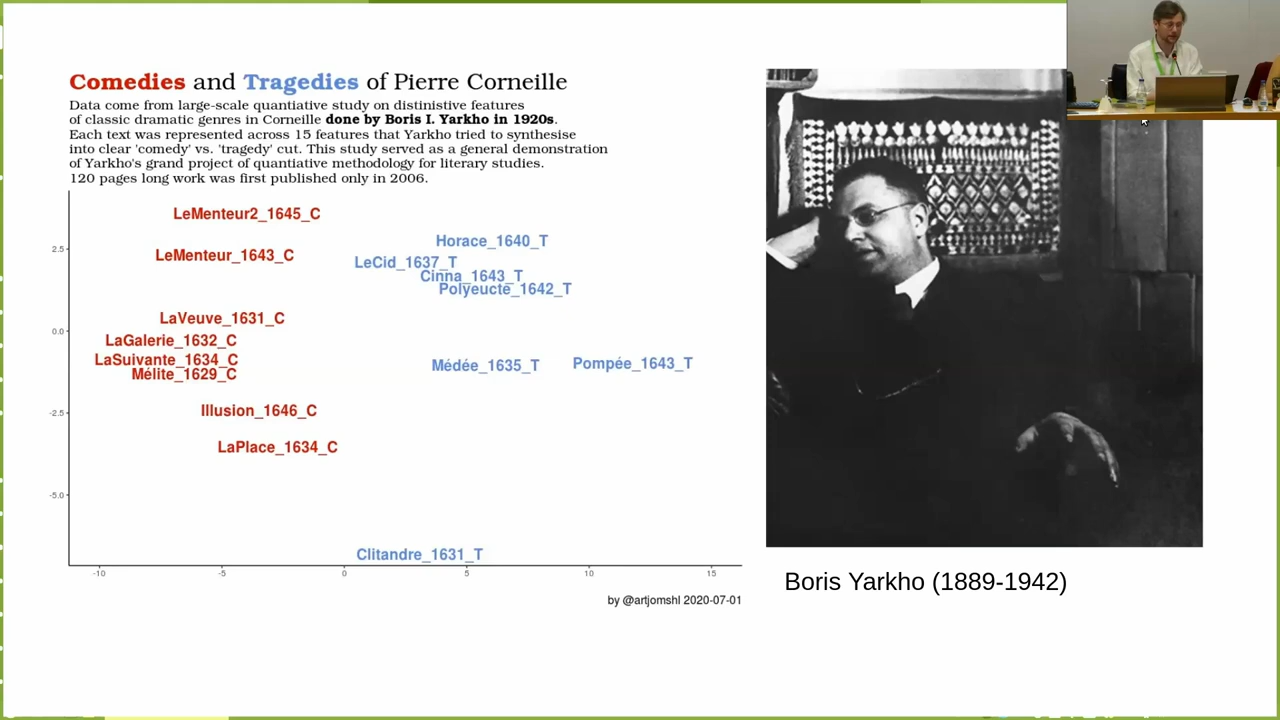 Comedies and Tragedies of Pierre Corneille
Data come from large-scale quantiative study on distinistive features
of classic dramatic genres in Corneille done by Boris I. Yarkho in 1920s.
Each text was represented across 15 features that Yarkho tried to synthesise
into clear 'comedy' vs. 'tragedy' cut. This study served as a general demonstration
of Yarkho's grand project of quantiative methodology for literary studies.
120 pages long work was first published only in 2006.
LeMenteur2_1645_C
Horace_1640_T
2.5
LeMenteur_1643_C
LeCid_1637_T
Cinna_1643_T
Polyeucte_1642_T
LaVeuve_1631_C
0.0
LaGalerie_1632_C
LaSuivante_1634_C
Médée_1635_T
Pompée_1643_T
Mélite_1629_C
-2.5
Illusion_1646_C
LaPlace_1634_C
-5.0
Clitandre_1631_T
-10 -5 0 5 10 15
by @artjomshl 2020-07-01
Boris Yarkho (1889-1942)